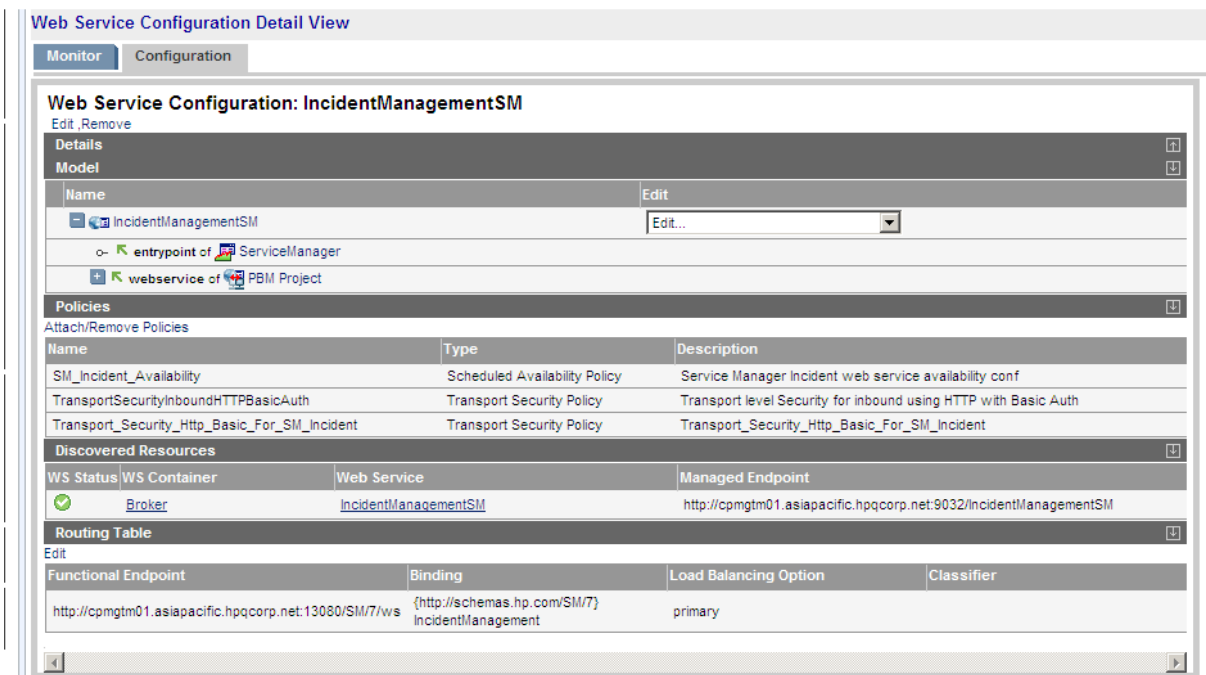 Web Service Configuration Detail View
Monitor Configuration
Web Service Configuration: IncidentManagementSM
Edit ,Remove
Details
Model
Name Edit
IncidentManagementSM Edit...
entrypoint of ServiceManager
webservice of PBM Project
Policies
Attach/Remove Policies
Name Type Description
SM_Incident_Availability Scheduled Availability Policy Service Manager Incident web service availability conf
TransportSecurityInboundHTTPBasicAuth Transport Security Policy Transport level Security for inbound using HTTP with Basic Auth
Transport_Security_Http_Basic_For_SM_Incident Transport Security Policy Transport_Security_Http_Basic_For_SM_Incident
Discovered Resources
WS Status WS Container Web Service Managed Endpoint
Broker IncidentManagementSM http://cpmgtm01.asiapacific.hpqcorp.net:9032/IncidentManagementSM
Routing Table
Edit
Functional Endpoint Binding Load Balancing Option Classifier
http://cpmgtm01.asiapacific.hpqcorp.net:13080/SM/7/ws {http://schemas.hp.com/SM/7} primary
IncidentManagement